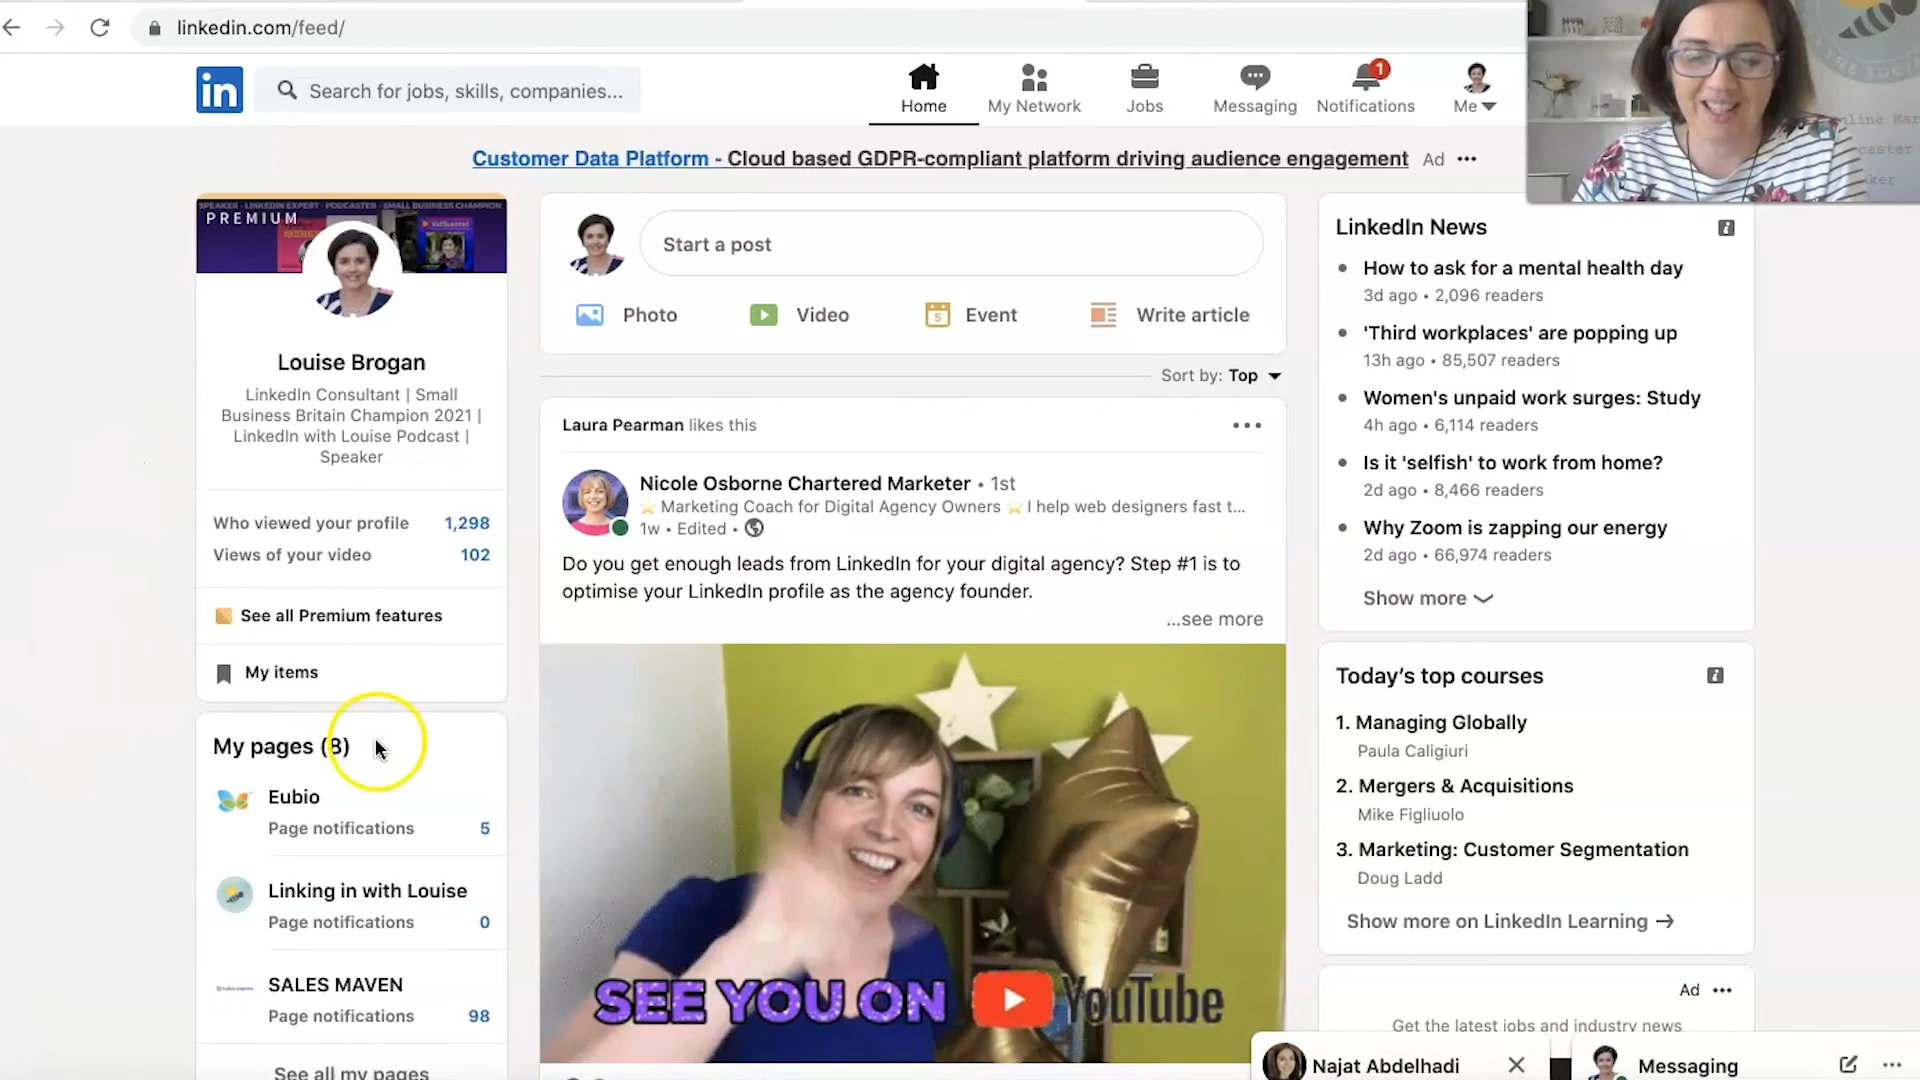 linkedin.com/feed/
in
Search for jobs, skills, companies...
Home
My Network
Jobs
Messaging
1
Notifications
Me
Customer Data Platform - Cloud based GDPR-compliant platform driving audience engagement
Ad
SPEAKER - LINKEDIN EXPERT - PODCASTER - SMALL BUSINESS CHAMPION
PREMIUM
Louise Brogan
LinkedIn Consultant | Small
Business Britain Champion 2021 |
LinkedIn with Louise Podcast |
Speaker
Who viewed your profile 1,298
Views of your video 102
See all Premium features
My items
My pages (8)
Eubio
Page notifications 5
Linking in with Louise
Page notifications 0
SALES MAVEN
Page notifications 98
See all my pages
Start a post
Photo
Video
5
Event
Write article
Sort by: Top
Laura Pearman likes this
Nicole Osborne Chartered Marketer • 1st
Marketing Coach for Digital Agency Owners I help web designers fast t...
1w • Edited •
Do you get enough leads from LinkedIn for your digital agency? Step #1 is to
optimise your LinkedIn profile as the agency founder.
...see more
SEE YOU ON YouTube
LinkedIn News
How to ask for a mental health day
3d ago • 2,096 readers
'Third workplaces' are popping up
13h ago • 85,507 readers
Women's unpaid work surges: Study
4h ago • 6,114 readers
Is it 'selfish' to work from home?
2d ago • 8,466 readers
Why Zoom is zapping our energy
2d ago • 66,974 readers
Show more
Today's top courses
1. Managing Globally
Paula Caligiuri
2. Mergers & Acquisitions
Mike Figliuolo
3. Marketing: Customer Segmentation
Doug Ladd
Show more on LinkedIn Learning →
Ad
Get the latest jobs and industry news
Najat Abdelhadi
Messaging